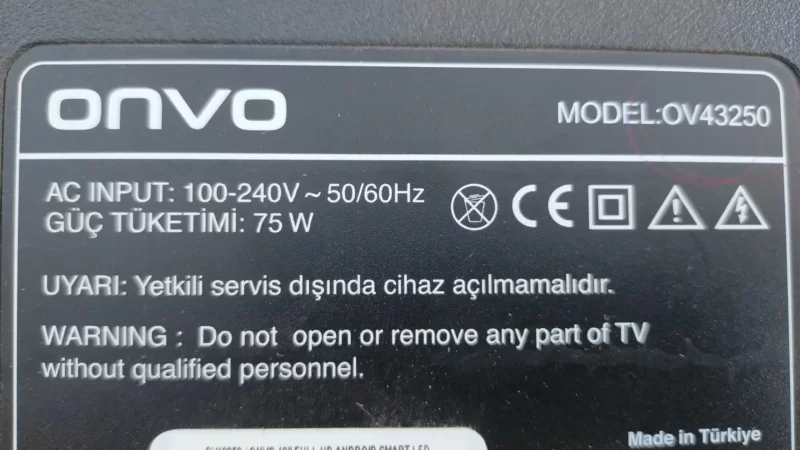 onvo
MODEL:OV43250
AC INPUT: 100-240V ~ 50/60Hz
GÜÇ TÜKETİMİ: 75 W
UYARI: Yetkili servis dışında cihaz açılmamalıdır.
WARNING : Do not open or remove any part of TV
without qualified personnel.
Made in Türkiye